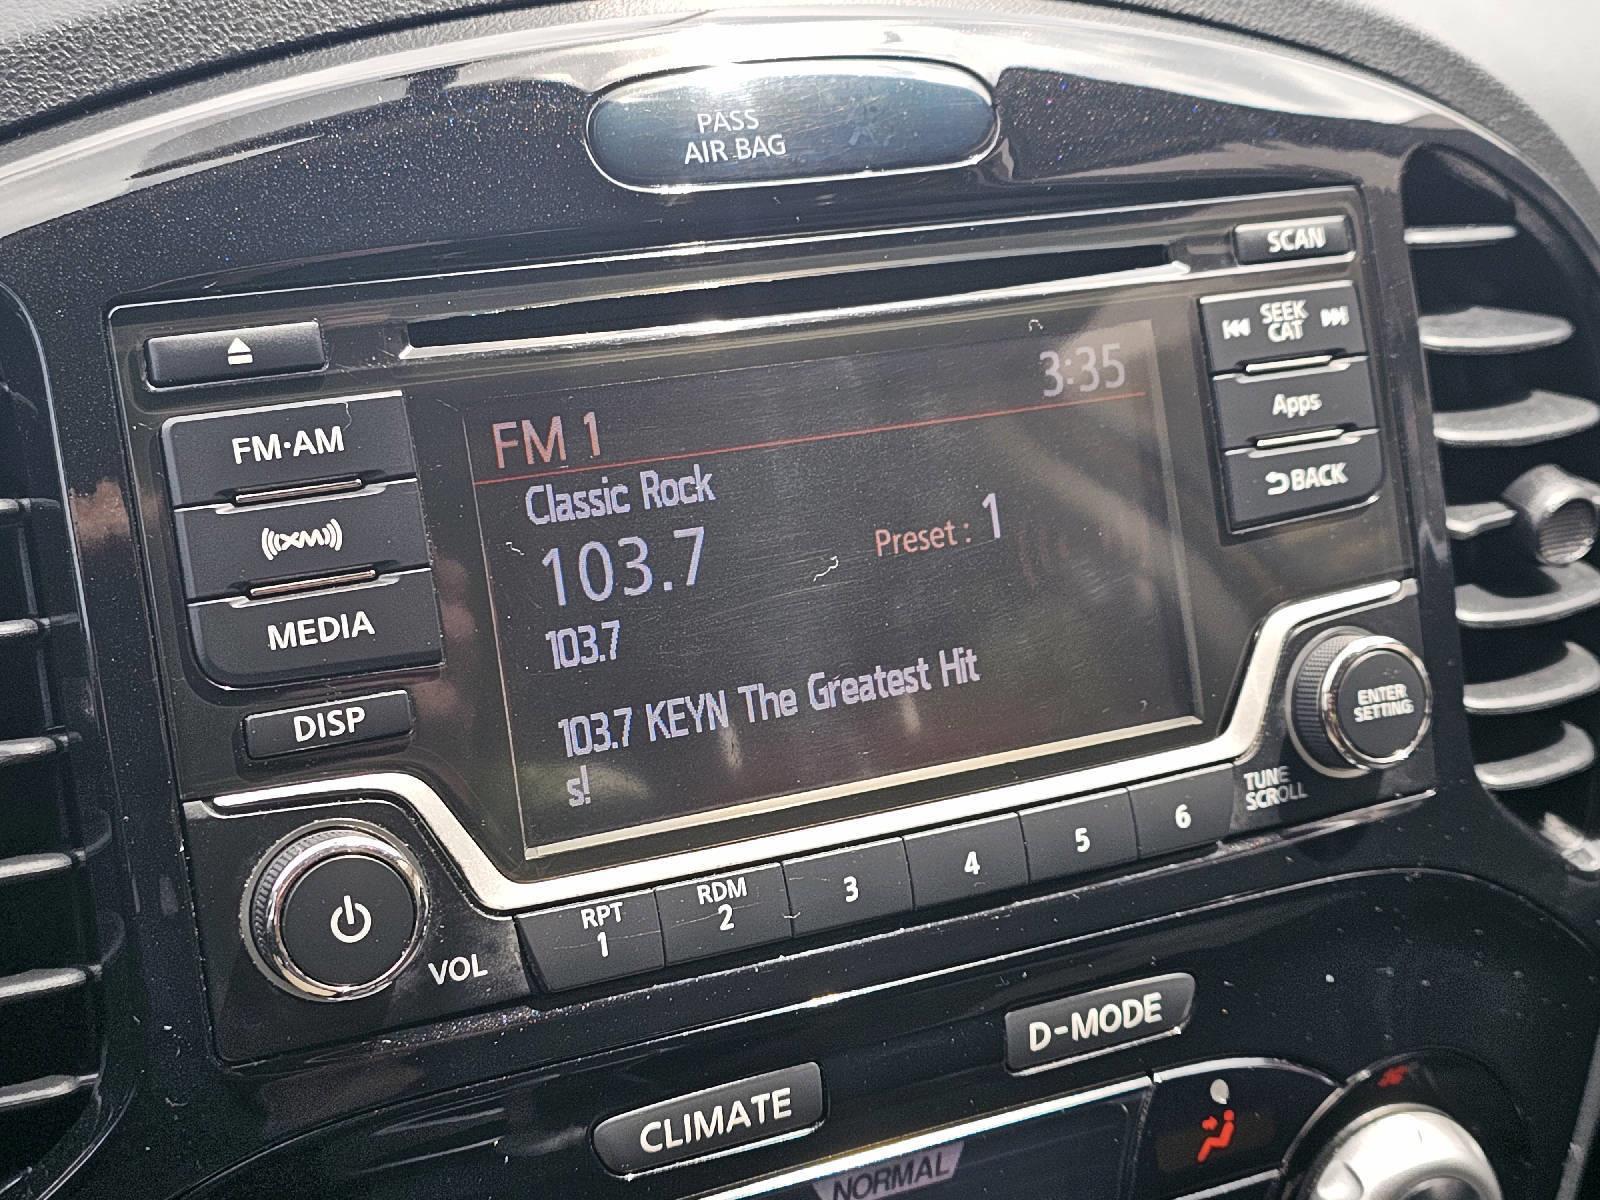 PASS
AIR BAG
SCAN
SEEK
CAT
Apps
BACK
FM·AM
XM
MEDIA
DISP
3:35
FM 1
Classic Rock
103.7
Preset : 1
103.7
103.7 KEYN The Greatest Hit
s!
ENTER
SETTING
TUNE
SCROLL
VOL
RPT
1
RDM
2
3
4
5
6
D-MODE
CLIMATE
NORMAL